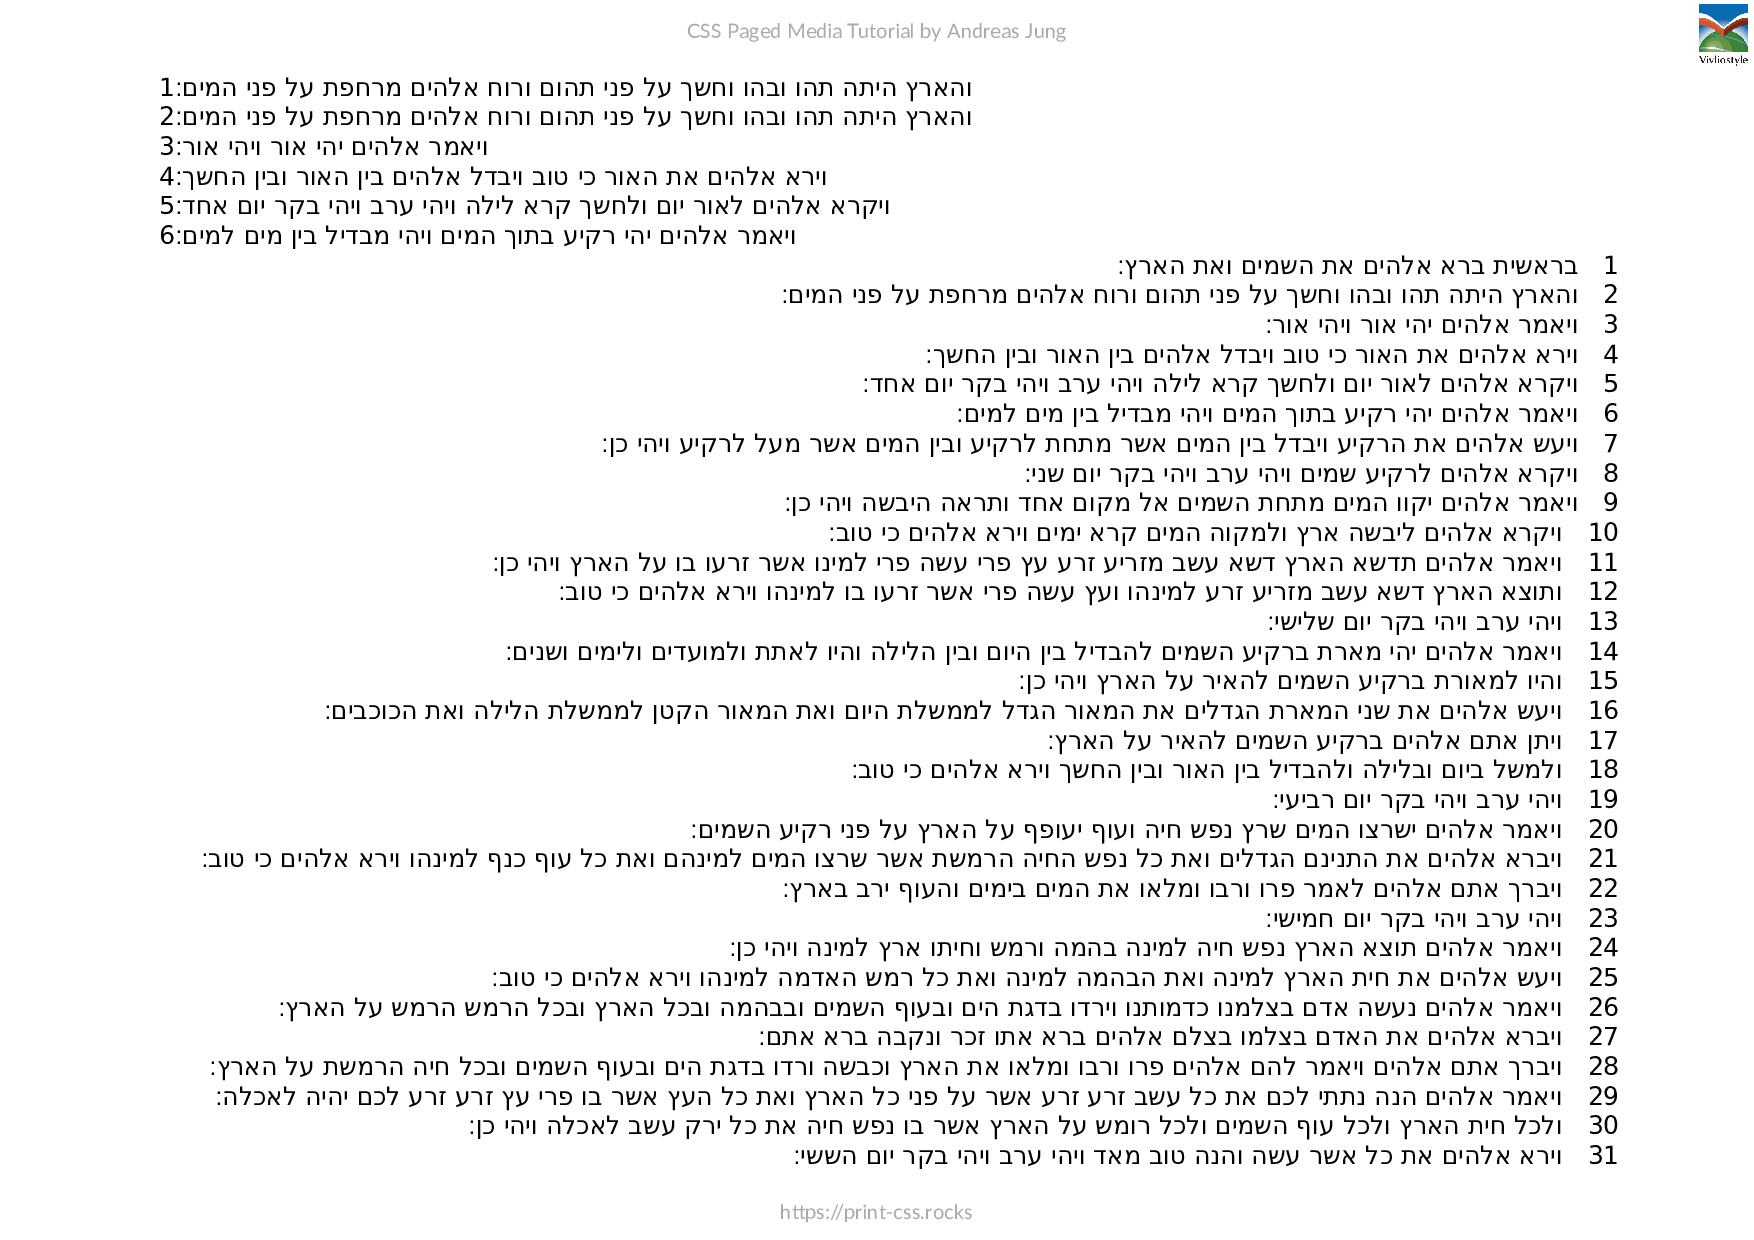 CSS Paged Media Tutorial by Andreas Jung
Vivliostyle
1:והארץ היתה תהו ובהו וחשך על פני תהום ורוח אלהים מרחפת על פני המים
2:והארץ היתה תהו ובהו וחשך על פני תהום ורוח אלהים מרחפת על פני המים
3:ויאמר אלהים יהי אור ויהי אור
4:וירא אלהים את האור כי טוב ויבדל אלהים בין האור ובין החשך
5:ויקרא אלהים לאור יום ולחשך קרא לילה ויהי ערב ויהי בקר יום אחד
6:ויאמר אלהים יהי רקיע בתוך המים ויהי מבדיל בין מים למים
1 בראשית ברא אלהים את השמים ואת הארץ:
2 והארץ היתה תהו ובהו וחשך על פני תהום ורוח אלהים מרחפת על פני המים:
3 ויאמר אלהים יהי אור ויהי אור:
4 וירא אלהים את האור כי טוב ויבדל אלהים בין האור ובין החשך:
5 ויקרא אלהים לאור יום ולחשך קרא לילה ויהי ערב ויהי בקר יום אחד:
6 ויאמר אלהים יהי רקיע בתוך המים ויהי מבדיל בין מים למים:
7 ויעש אלהים את הרקיע ויבדל בין המים אשר מתחת לרקיע ובין המים אשר מעל לרקיע ויהי כן:
8 ויקרא אלהים לרקיע שמים ויהי ערב ויהי בקר יום שני:
9 ויאמר אלהים יקוו המים מתחת השמים אל מקום אחד ותראה היבשה ויהי כן:
10 ויקרא אלהים ליבשה ארץ ולמקוה המים קרא ימים וירא אלהים כי טוב:
11 ויאמר אלהים תדשא הארץ דשא עשב מזריע זרע עץ פרי עשה פרי למינו אשר זרעו בו על הארץ ויהי כן:
12 ותוצא הארץ דשא עשב מזריע זרע למינהו ועץ עשה פרי אשר זרעו בו למינהו וירא אלהים כי טוב:
13 ויהי ערב ויהי בקר יום שלישי:
14 ויאמר אלהים יהי מארת ברקיע השמים להבדיל בין היום ובין הלילה והיו לאתת ולמועדים ולימים ושנים:
15 והיו למאורת ברקיע השמים להאיר על הארץ ויהי כן:
16 ויעש אלהים את שני המארת הגדלים את המאור הגדל לממשלת היום ואת המאור הקטן לממשלת הלילה ואת הכוכבים:
17 ויתן אתם אלהים ברקיע השמים להאיר על הארץ:
18 ולמשל ביום ובלילה ולהבדיל בין האור ובין החשך וירא אלהים כי טוב:
19 ויהי ערב ויהי בקר יום רביעי:
20 ויאמר אלהים ישרצו המים שרץ נפש חיה ועוף יעופף על הארץ על פני רקיע השמים:
21 ויברא אלהים את התנינם הגדלים ואת כל נפש החיה הרמשת אשר שרצו המים למינהם ואת כל עוף כנף למינהו וירא אלהים כי טוב:
22 ויברך אתם אלהים לאמר פרו ורבו ומלאו את המים בימים והעוף ירב בארץ:
23 ויהי ערב ויהי בקר יום חמישי:
24 ויאמר אלהים תוצא הארץ נפש חיה למינה בהמה ורמש וחיתו ארץ למינה ויהי כן:
25 ויעש אלהים את חית הארץ למינה ואת הבהמה למינה ואת כל רמש האדמה למינהו וירא אלהים כי טוב:
26 ויאמר אלהים נעשה אדם בצלמנו כדמותנו וירדו בדגת הים ובעוף השמים ובבהמה ובכל הארץ ובכל הרמש הרמש על הארץ:
27 ויברא אלהים את האדם בצלמו בצלם אלהים ברא אתו זכר ונקבה ברא אתם:
28 ויברך אתם אלהים ויאמר להם אלהים פרו ורבו ומלאו את הארץ וכבשה ורדו בדגת הים ובעוף השמים ובכל חיה הרמשת על הארץ:
29 ויאמר אלהים הנה נתתי לכם את כל עשב זרע זרע אשר על פני כל הארץ ואת כל העץ אשר בו פרי עץ זרע זרע לכם יהיה לאכלה:
30 ולכל חית הארץ ולכל עוף השמים ולכל רומש על הארץ אשר בו נפש חיה את כל ירק עשב לאכלה ויהי כן:
31 וירא אלהים את כל אשר עשה והנה טוב מאד ויהי ערב ויהי בקר יום הששי:
https://print-css.rocks